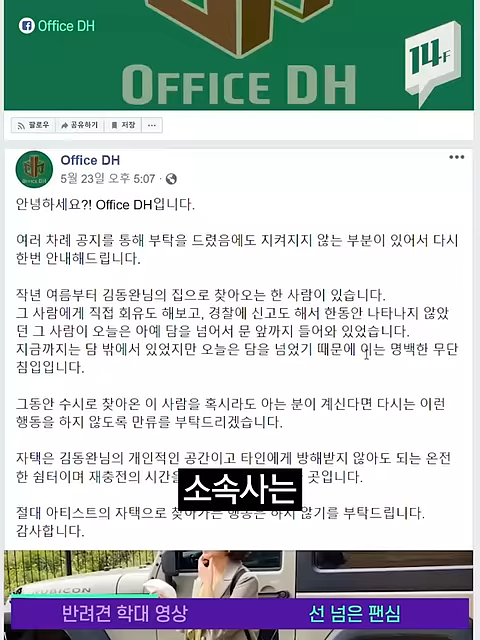 Office DH
14F
OFFICE DH
팔로우 공유하기 저장 ...
Office DH
5월 23일 오후 5:07 ·
안녕하세요?! Office DH입니다.
여러 차례 공지를 통해 부탁을 드렸음에도 지켜지지 않는 부분이 있어서 다시
한번 안내해드립니다.
작년 여름부터 김동완님의 집으로 찾아오는 한 사람이 있습니다.
그 사람에게 직접 회유도 해보고, 경찰에 신고도 해서 한동안 나타나지 않았
던 그 사람이 오늘은 아예 담을 넘어서 문 앞까지 들어와 있었습니다.
지금까지는 담 밖에서 있었지만 오늘은 담을 넘었기 때문에 이는 명백한 무단
침입입니다.
그동안 수시로 찾아온 이 사람을 혹시라도 아는 분이 계신다면 다시는 이런
행동을 하지 않도록 만류를 부탁드리겠습니다.
자택은 김동완님의 개인적인 공간이고 타인에게 방해받지 않아도 되는 온전
한 쉼터이며 재충전의 시간을 곳입니다.
소속사는
절대 아티스트의 자택으로 찾아가는 행동은 하지 않기를 부탁드립니다.
감사합니다.
RUBICON
반려견 학대 영상 선 넘은 팬심